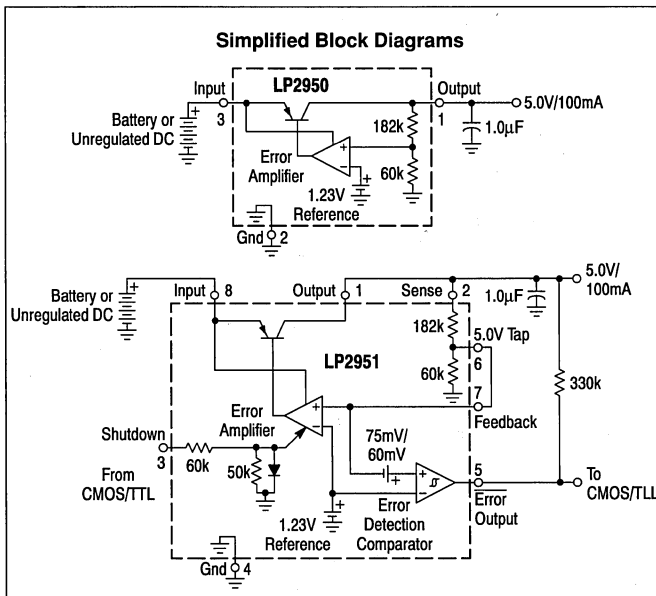 Simplified Block Diagrams
LP2950
Input
3
Output
1
5.0V/100mA
Battery or
Unregulated DC
182k
60k
1.0µF
Error
Amplifier
+
−
1.23V
Reference
+
Gnd
2
Battery or
Unregulated DC
+
Input
8
Output
1
Sense
2
5.0V/
100mA
1.0µF
182k
5.0V Tap
6
60k
7
Feedback
330k
LP2951
Error
Amplifier
+
−
Shutdown
3
60k
50k
From
CMOS/TTL
75mV/
60mV
+
+
−
5
Error
Output
To
CMOS/TLL
1.23V
Reference
+
Error
Detection
Comparator
Gnd
4